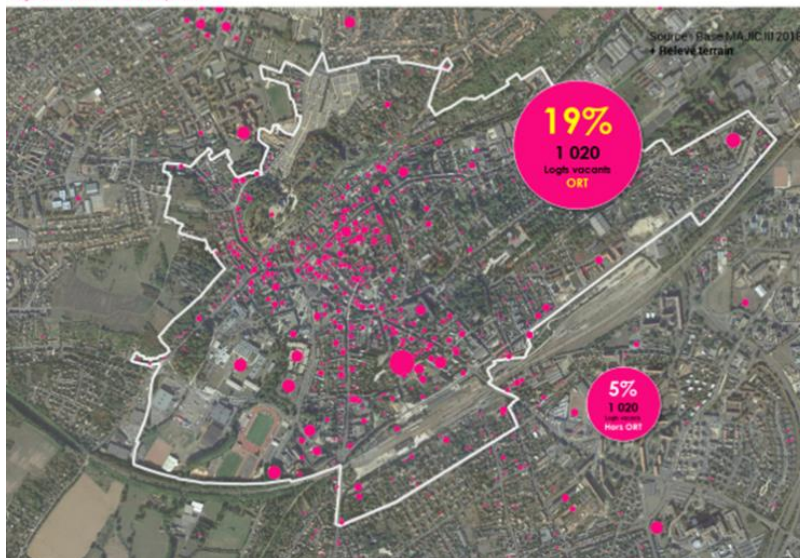 Source : Base MAJIC III 2018
+ Relevé terrain
19%
1 020
Logts vacants
ORT
5%
1 020
Logts vacants
Hors ORT